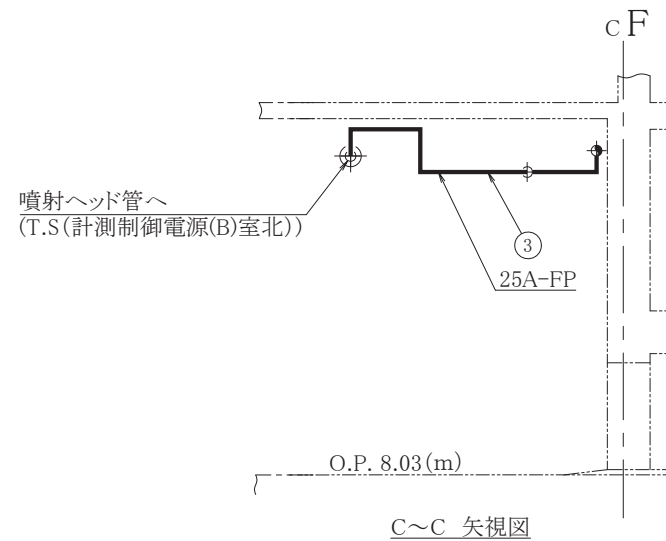 CF
噴射ヘッド管へ
(T.S(計測制御電源(B)室北))
3
25A-FP
O.P. 8.03(m)
C~C 矢視図